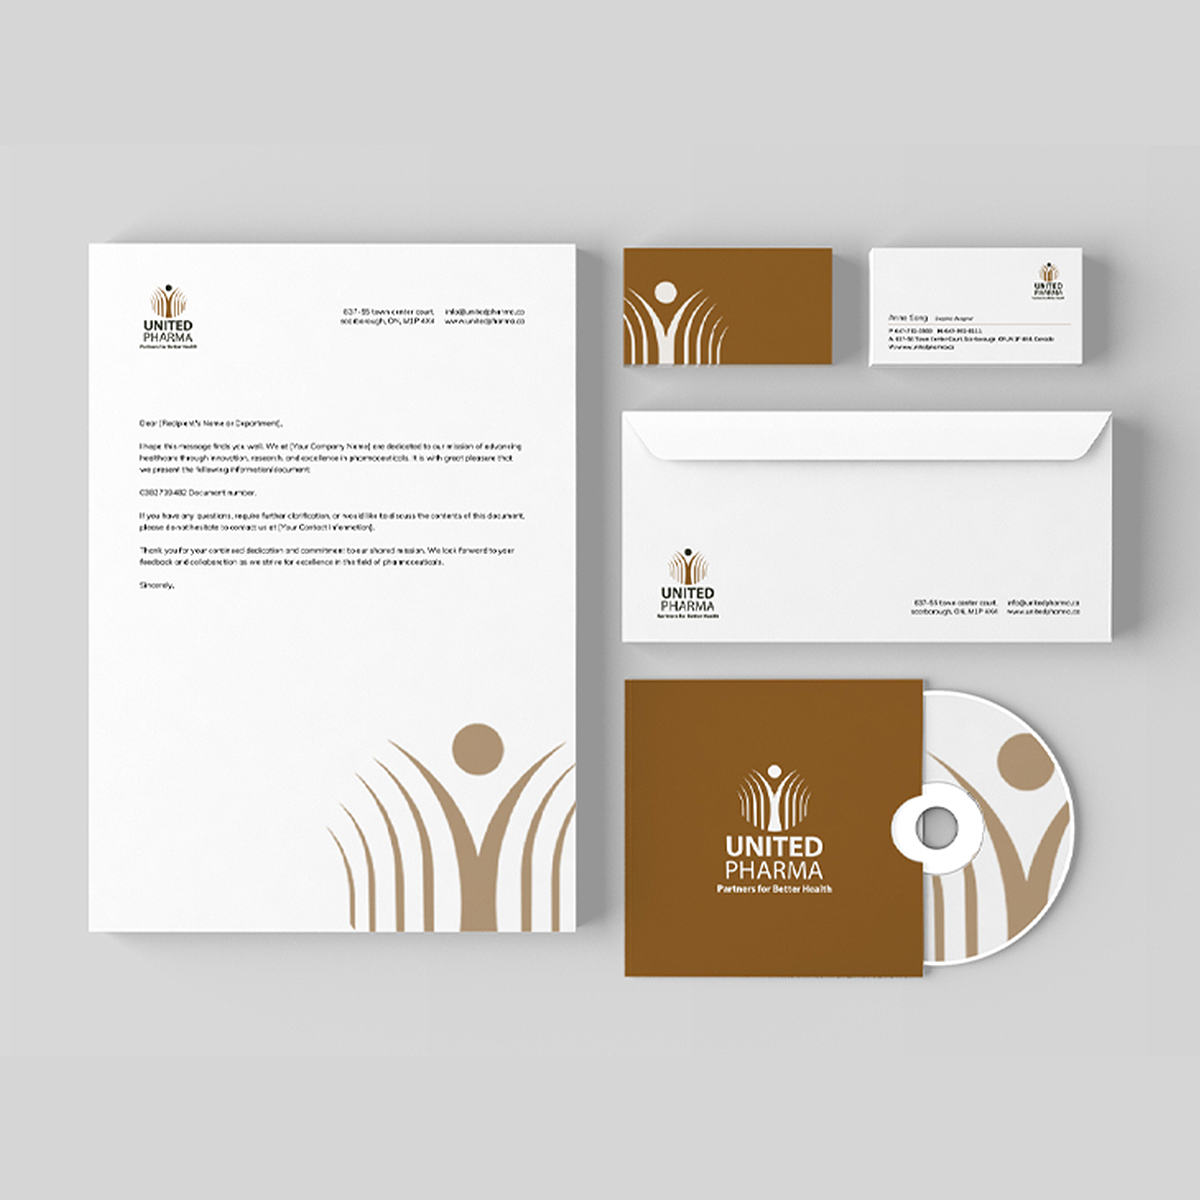 UNITED
PHARMA
Partners for Better Health
637-55 town center court,
scorborough, ON, M1P 4X4
info@unitedpharma.ca
www.unitedpharma.ca
Dear [Recipient's Name or Department],
I hope this message finds you well. We at [Your Company Name] are dedicated to our mission of advancing
healthcare through innovation, research, and excellence in pharmaceuticals. It is with great pleasure that
we present the following information/document:
0382739482 Document number.
If you have any questions, require further clarification, or would like to discuss the contents of this document,
please do not hesitate to contact us at [Your Contact Information].
Thank you for your continued dedication and commitment to our shared mission. We look forward to your
feedback and collaboration as we strive for excellence in the field of pharmaceuticals.
Sincerely,
UNITED
PHARMA
Partners for Better Health
Anne Song
Graphic Designer
A: 637-55 Town Center Court, Scarborough, ON, M1P 4X4, Canada
W: www.unitedpharma.ca
UNITED
PHARMA
Partners for Better Health
637-55 town center court,
scorborough, ON, M1P 4X4
info@unitedpharma.ca
www.unitedpharma.ca
UNITED
PHARMA
Partners for Better Health